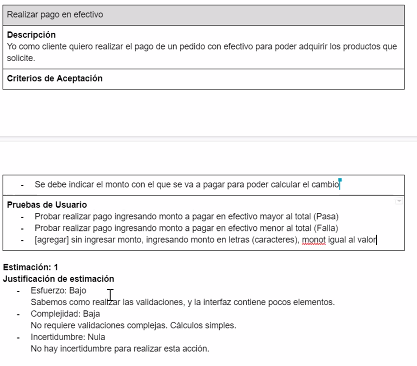 Realizar pago en efectivo
Descripción
Yo como cliente quiero realizar el pago de un pedido con efectivo para poder adquirir los productos que
solicite.
Criterios de Aceptación
- Se debe indicar el monto con el que se va a pagar para poder calcular el cambio
Pruebas de Usuario
- Probar realizar pago ingresando monto a pagar en efectivo mayor al total (Pasa)
- Probar realizar pago ingresando monto a pagar en efectivo menor al total (Falla)
- [agregar] sin ingresar monto, ingresando monto en letras (caracteres), monot igual al valor
Estimación: 1
Justificación de estimación
- Esfuerzo: Bajo
Sabemos como realizar las validaciones, y la interfaz contiene pocos elementos.
- Complejidad: Baja
No requiere validaciones complejas. Cálculos simples.
- Incertidumbre: Nula
No hay incertidumbre para realizar esta acción.